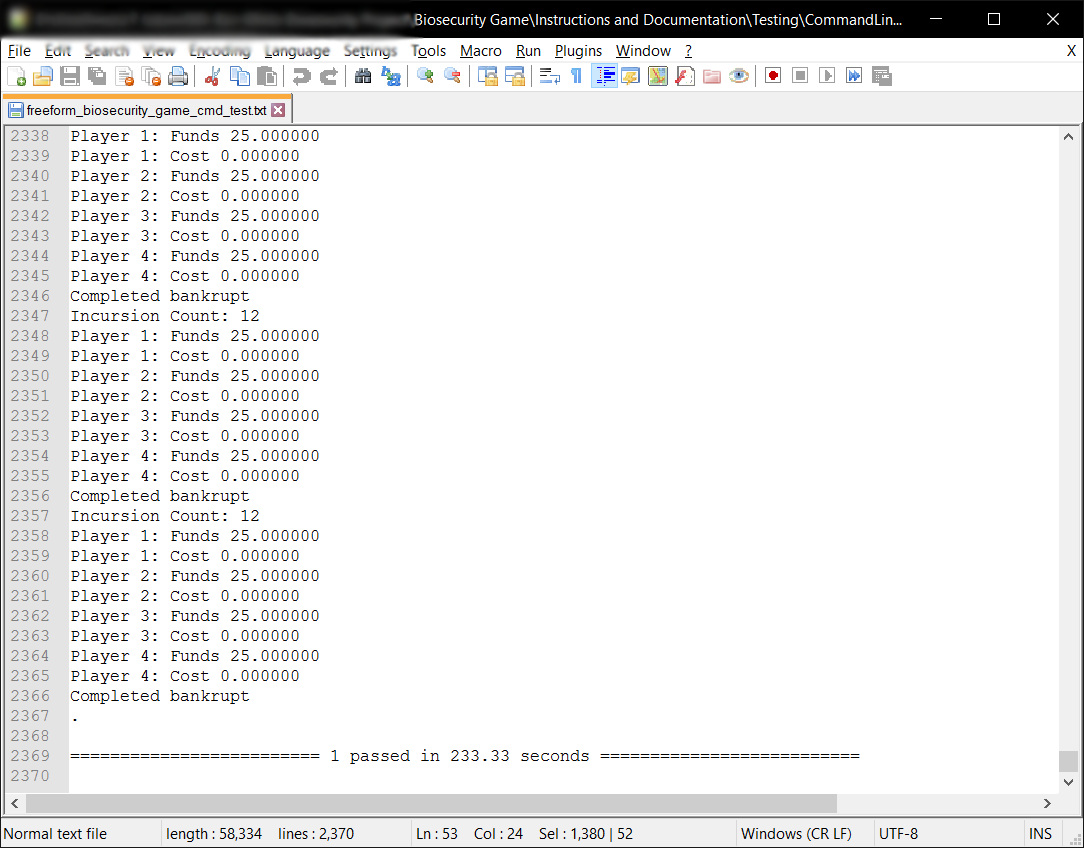 Biosecurity Game\Instructions and Documentation\Testing\CommandLin...
File Edit Search View Encoding Language Settings Tools Macro Run Plugins Window ? X
freeform_biosecurity_game_cmd_test.txt
2338 Player 1: Funds 25.000000
2339 Player 1: Cost 0.000000
2340 Player 2: Funds 25.000000
2341 Player 2: Cost 0.000000
2342 Player 3: Funds 25.000000
2343 Player 3: Cost 0.000000
2344 Player 4: Funds 25.000000
2345 Player 4: Cost 0.000000
2346 Completed bankrupt
2347 Incursion Count: 12
2348 Player 1: Funds 25.000000
2349 Player 1: Cost 0.000000
2350 Player 2: Funds 25.000000
2351 Player 2: Cost 0.000000
2352 Player 3: Funds 25.000000
2353 Player 3: Cost 0.000000
2354 Player 4: Funds 25.000000
2355 Player 4: Cost 0.000000
2356 Completed bankrupt
2357 Incursion Count: 12
2358 Player 1: Funds 25.000000
2359 Player 1: Cost 0.000000
2360 Player 2: Funds 25.000000
2361 Player 2: Cost 0.000000
2362 Player 3: Funds 25.000000
2363 Player 3: Cost 0.000000
2364 Player 4: Funds 25.000000
2365 Player 4: Cost 0.000000
2366 Completed bankrupt
2367 .
2368
2369 ========================= 1 passed in 233.33 seconds ==========================
2370
Normal text file length : 58,334 lines : 2,370 Ln : 53 Col : 24 Sel : 1,380 | 52 Windows (CR LF) UTF-8 INS